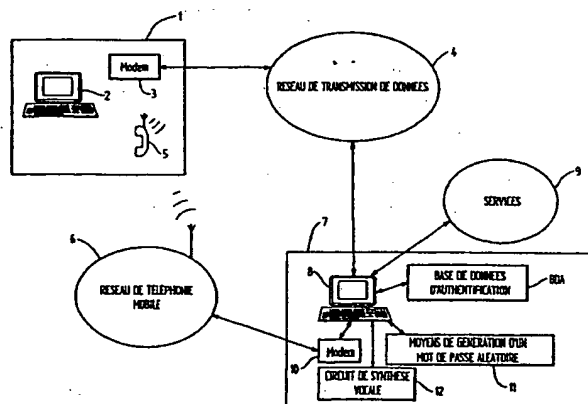 1
Modem
2
3
5
4
RESEAU DE TRANSMISSION DE DONNEES
9
SERVICES
6
RESEAU DE TÉLÉPHONIE
MOBILE
7
8
BASE DE DONNEES
D'AUTHENTIFICATION
BDA
Modem
10
MOYENS DE GENERATION D'UN
MOT DE PASSE ALEATOIRE
11
CIRCUIT DE SYNTHESE
VOCALE
12